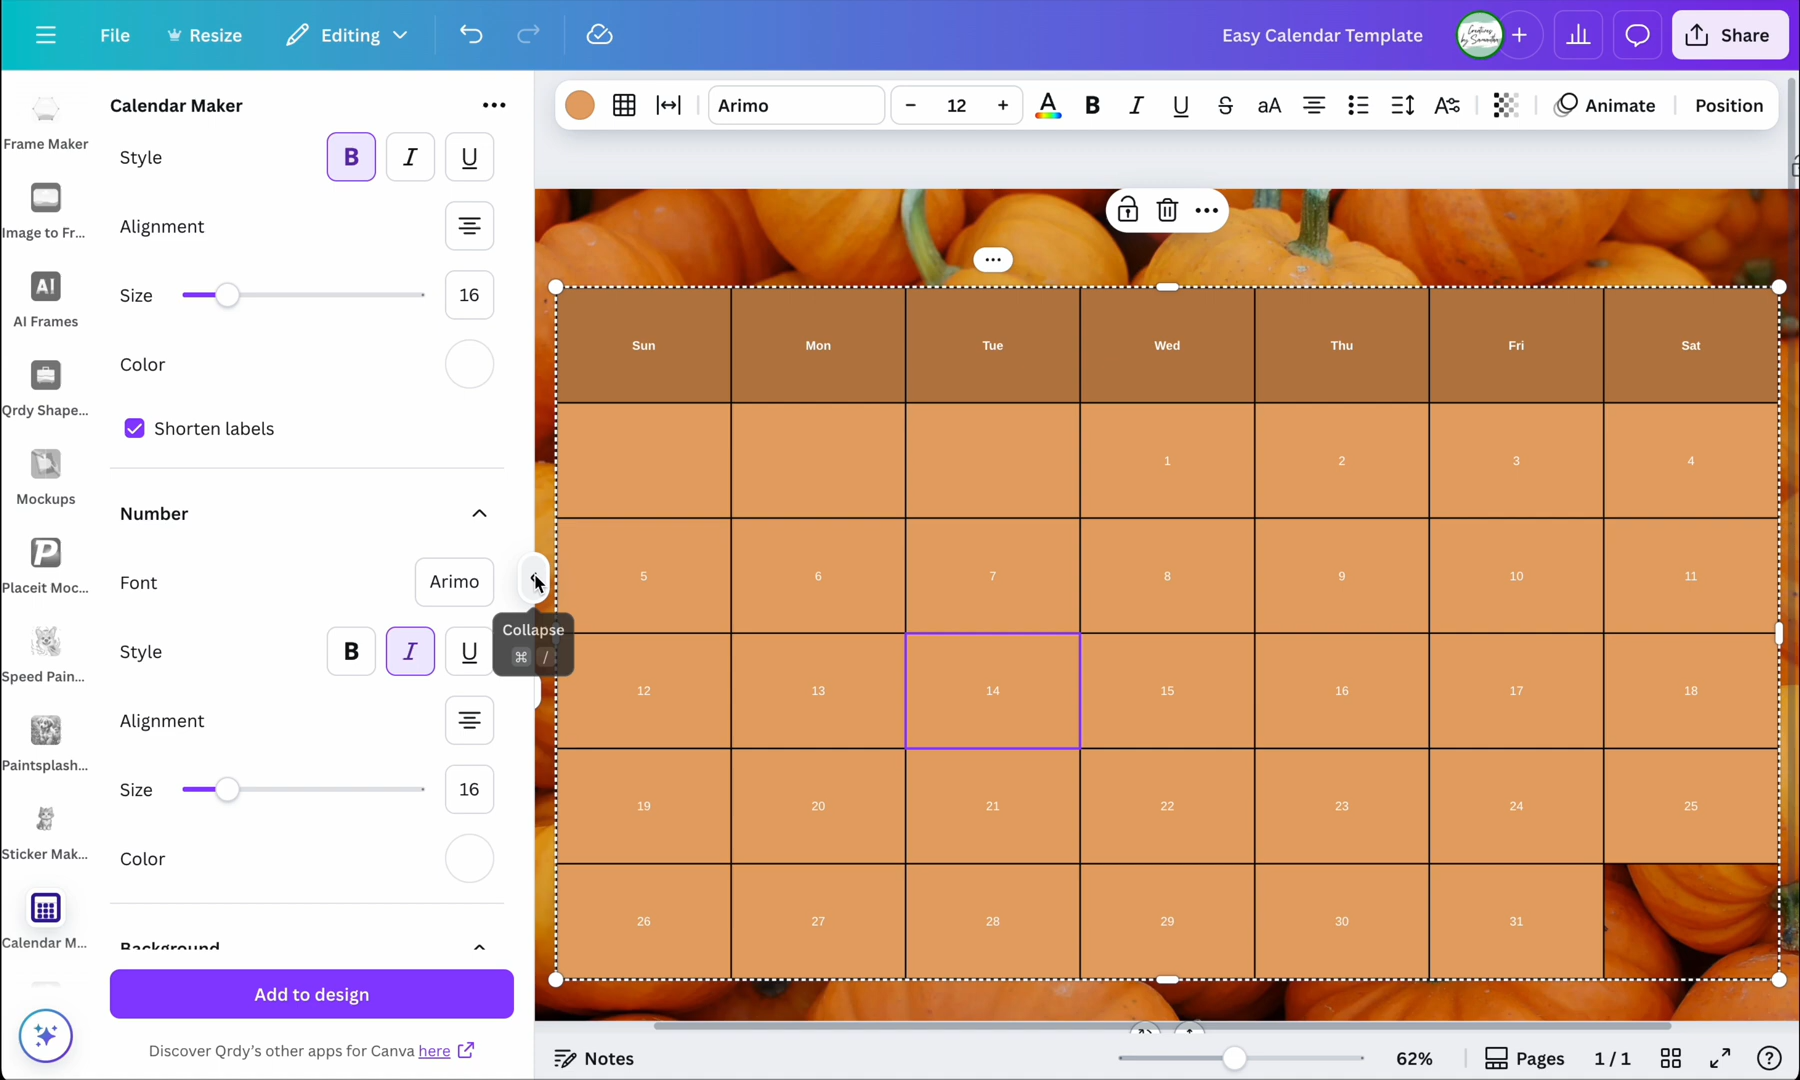 File
Resize
Editing
Easy Calendar Template
Share
Calendar Maker
Arimo
− 12 +
B I U S aA
Animate
Position
Frame Maker
Image to Fr...
AI
AI Frames
Qrdy Shape...
Mockups
P
Placeit Moc...
Speed Pain...
Paintsplash...
Sticker Mak...
Calendar M...
Style
B I U
Alignment
Size
16
Color
Shorten labels
Number
Font
Arimo
Style
B I U
Collapse
⌘ /
Alignment
Size
16
Color
Background
Add to design
Discover Qrdy's other apps for Canva here
Sun Mon Tue Wed Thu Fri Sat
1 2 3 4
5 6 7 8 9 10 11
12 13 14 15 16 17 18
19 20 21 22 23 24 25
26 27 28 29 30 31
Notes
62%
Pages
1 / 1
?